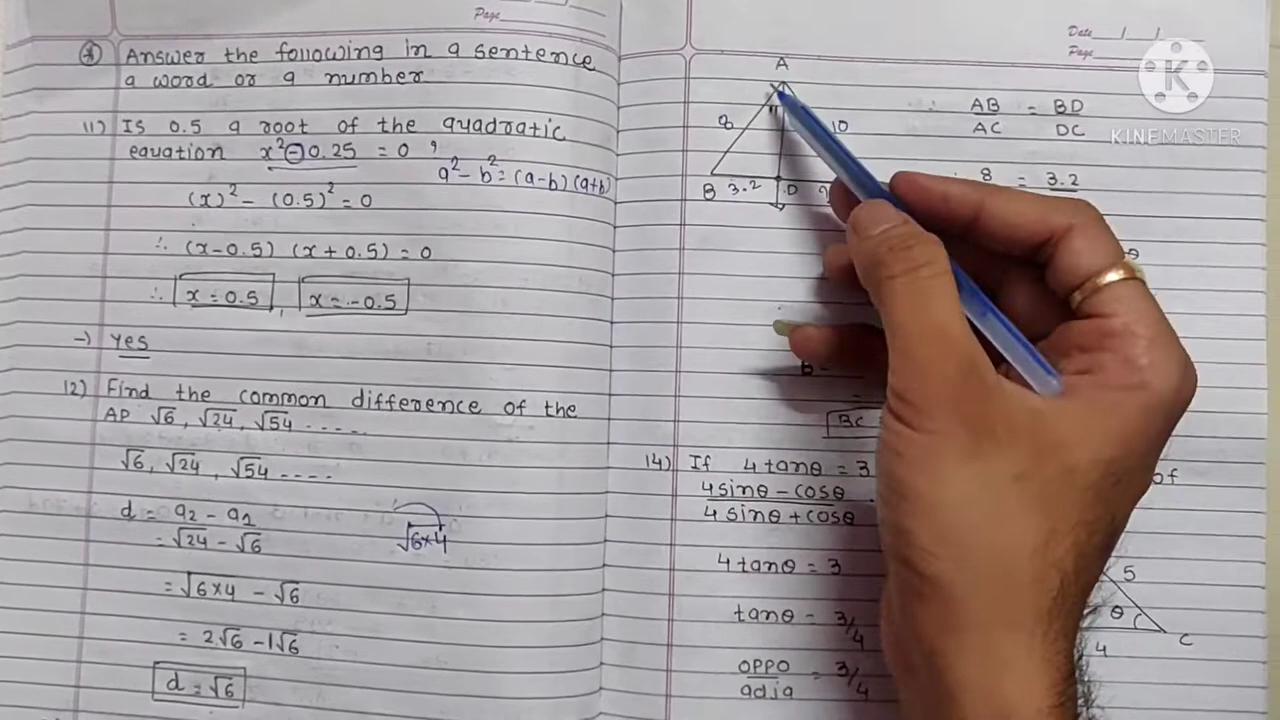 Page
(*) Answer the following in a sentence
a word or a number
11) Is 0.5 a root of the quadratic
equation x² - 0.25 = 0 ?
a² - b² = (a-b) (a+b)
(x)² - (0.5)² = 0
∴ (x-0.5) (x+0.5) = 0
∴ x = 0.5 , x = -0.5
→ Yes
12) Find the common difference of the
AP √6, √24, √54 .....
√6, √24, √54 ....
d = a2 - a1
= √24 - √6
√6×4
= √6×4 - √6
= 2√6 - 1√6
d = √6
Date / /
Page
K
KINEMASTER
A
8
10
B 3.2 D
∴ AB/AC = BD/DC
8 = 3.2
BC
14) If 4tanθ = 3 of
4sinθ - cosθ
4sinθ + cosθ
4tanθ = 3
tanθ = 3/4
oppo/adja = 3/4
5
θ
C
4